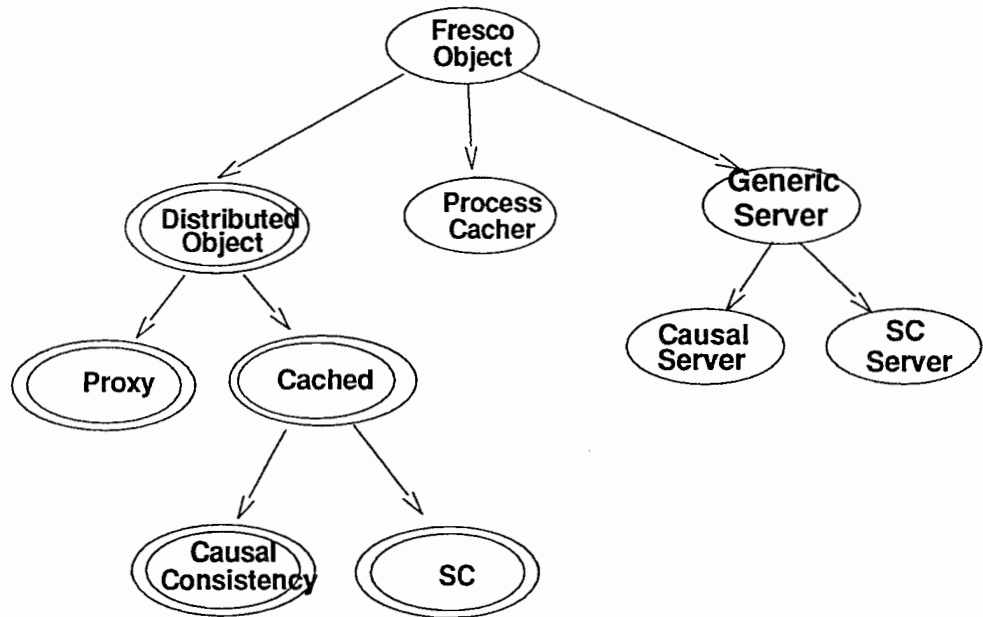 Fresco
Object
Distributed
Object
Process
Cacher
Generic
Server
Proxy
Cached
Causal
Server
SC
Server
Causal
Consistency
SC